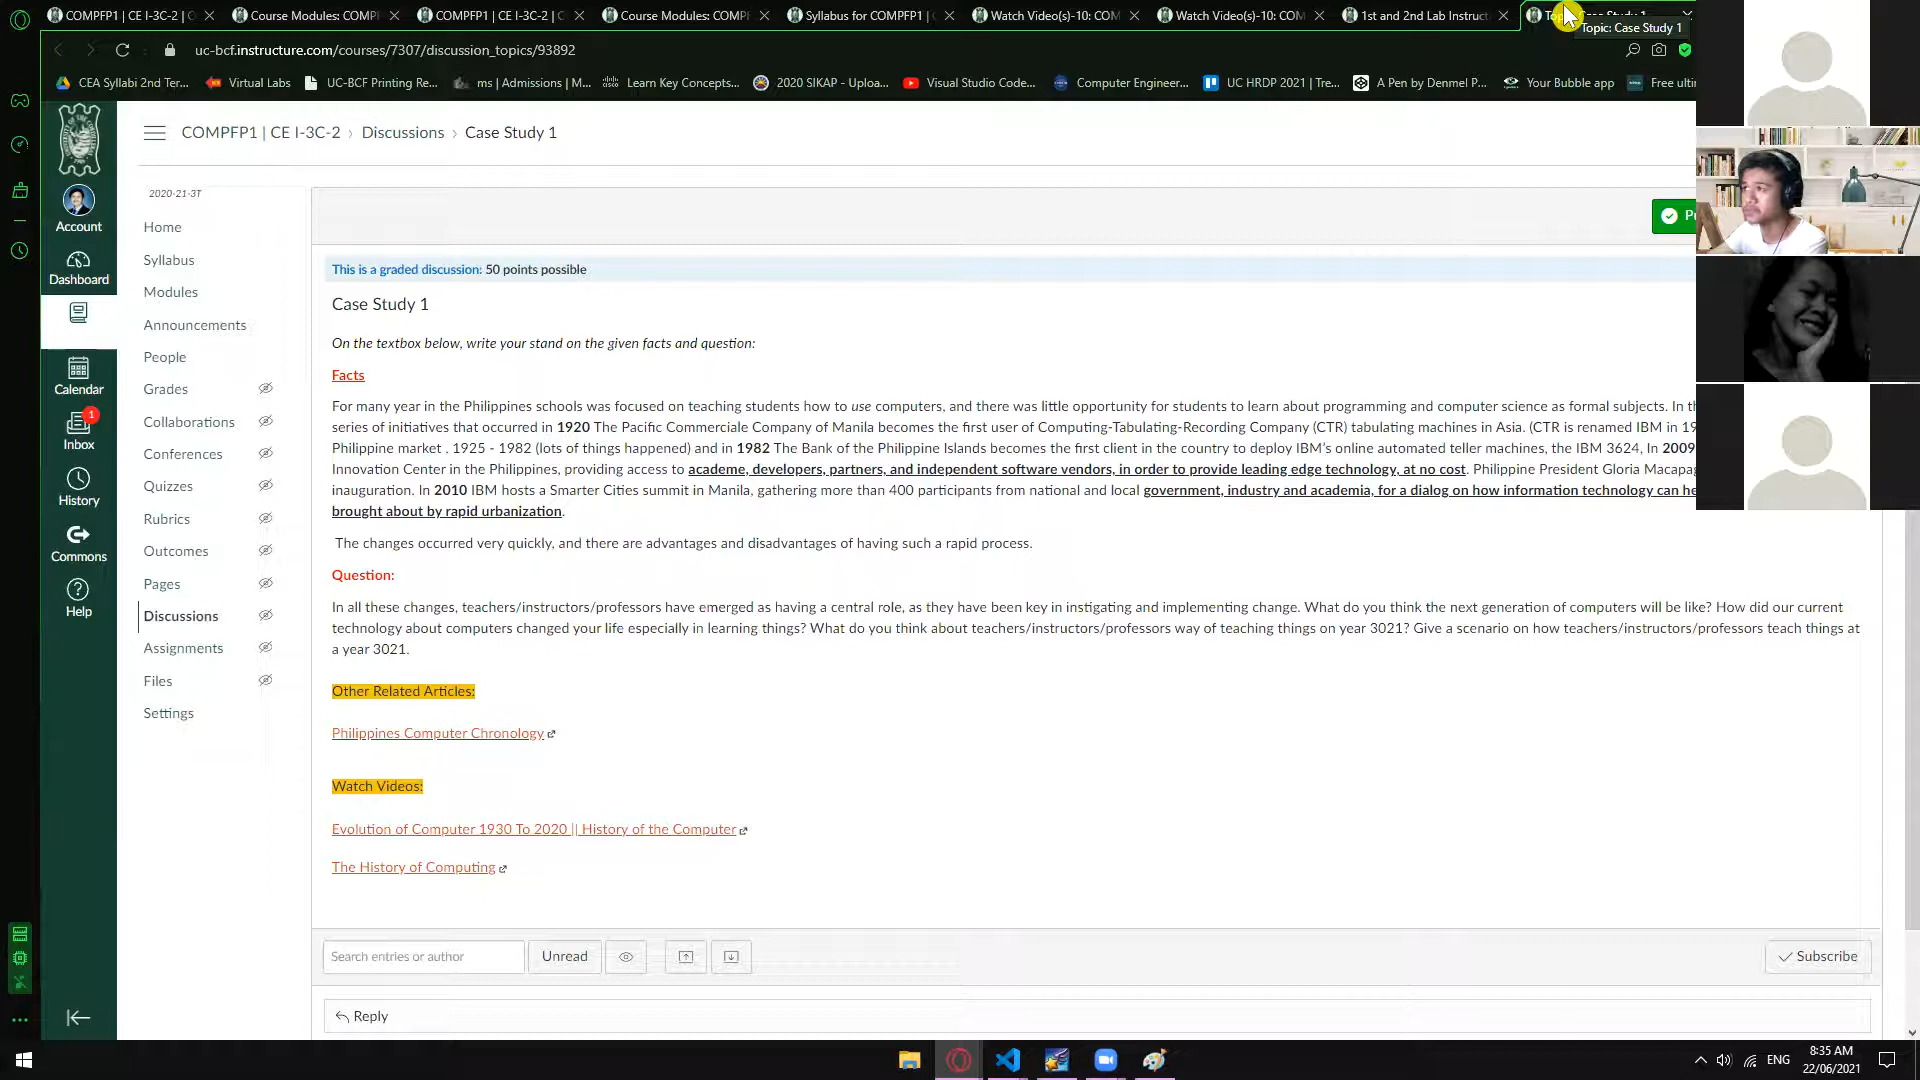 COMPFP1 | CE I-3C-2 | C
Course Modules: COMPF
COMPFP1 | CE I-3C-2 | C
Course Modules: COMPF
Syllabus for COMPFP1 |
Watch Video(s)-10: COM
Watch Video(s)-10: COM
1st and 2nd Lab Instruct
Topic: Case Study 1
uc-bcf.instructure.com/courses/7307/discussion_topics/93892
CEA Syllabi 2nd Ter...
Virtual Labs
UC-BCF Printing Re...
ms | Admissions | M...
Learn Key Concepts...
2020 SIKAP - Uploa...
Visual Studio Code...
Computer Engineer...
UC HRDP 2021 | Tre...
A Pen by Denmel P...
Your Bubble app
Free ulti
COMPFP1 | CE I-3C-2 › Discussions › Case Study 1
Account
Dashboard
Calendar
1
Inbox
History
Commons
Help
2020-21-3T
Home
Syllabus
Modules
Announcements
People
Grades
Collaborations
Conferences
Quizzes
Rubrics
Outcomes
Pages
Discussions
Assignments
Files
Settings
This is a graded discussion: 50 points possible
Case Study 1
On the textbox below, write your stand on the given facts and question:
Facts
For many year in the Philippines schools was focused on teaching students how to use computers, and there was little opportunity for students to learn about programming and computer science as formal subjects. In th
series of initiatives that occurred in 1920 The Pacific Commerciale Company of Manila becomes the first user of Computing-Tabulating-Recording Company (CTR) tabulating machines in Asia. (CTR is renamed IBM in 19
Philippine market . 1925 - 1982 (lots of things happened) and in 1982 The Bank of the Philippine Islands becomes the first client in the country to deploy IBM's online automated teller machines, the IBM 3624, In 2009
Innovation Center in the Philippines, providing access to academe, developers, partners, and independent software vendors, in order to provide leading edge technology, at no cost. Philippine President Gloria Macapag
inauguration. In 2010 IBM hosts a Smarter Cities summit in Manila, gathering more than 400 participants from national and local government, industry and academia, for a dialog on how information technology can he
brought about by rapid urbanization.
The changes occurred very quickly, and there are advantages and disadvantages of having such a rapid process.
Question:
In all these changes, teachers/instructors/professors have emerged as having a central role, as they have been key in instigating and implementing change. What do you think the next generation of computers will be like? How did our current
technology about computers changed your life especially in learning things? What do you think about teachers/instructors/professors way of teaching things on year 3021? Give a scenario on how teachers/instructors/professors teach things at
a year 3021.
Other Related Articles:
Philippines Computer Chronology
Watch Videos:
Evolution of Computer 1930 To 2020 || History of the Computer
The History of Computing
Search entries or author
Unread
Subscribe
Reply
ENG
8:35 AM
22/06/2021